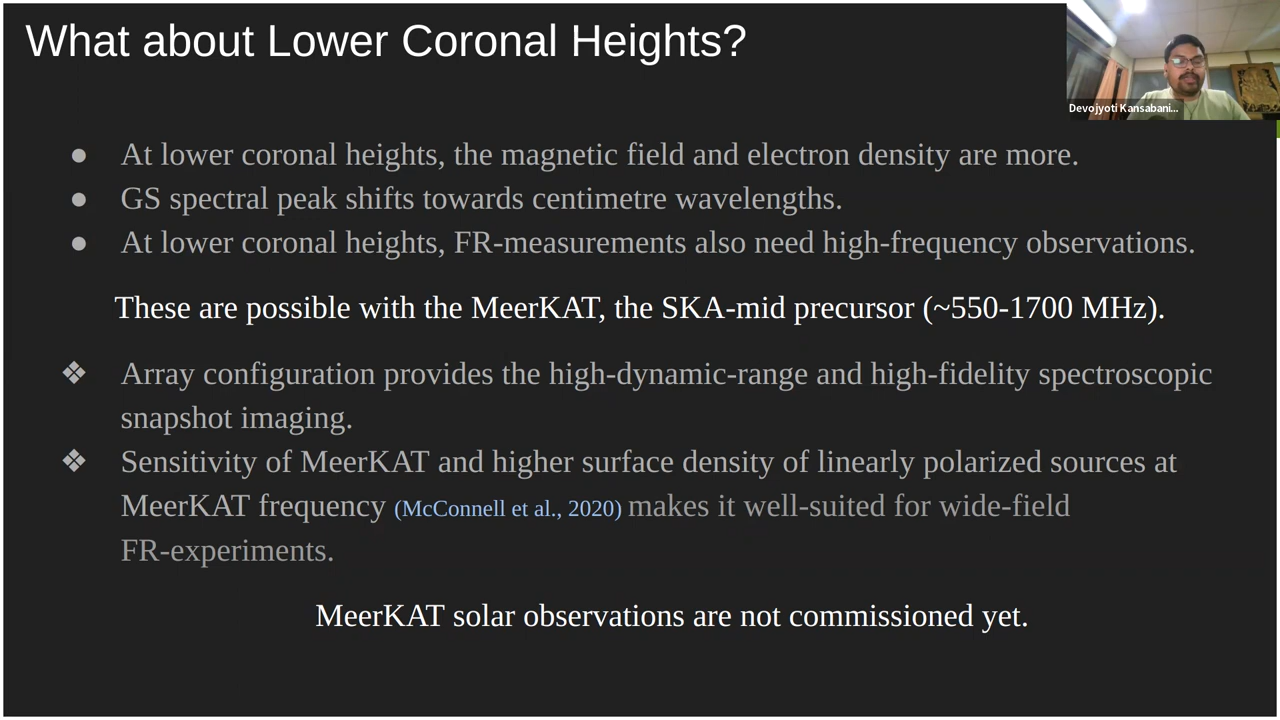 What about Lower Coronal Heights?
Devojyoti Kansabani...
● At lower coronal heights, the magnetic field and electron density are more.
● GS spectral peak shifts towards centimetre wavelengths.
● At lower coronal heights, FR-measurements also need high-frequency observations.
These are possible with the MeerKAT, the SKA-mid precursor (~550-1700 MHz).
❖ Array configuration provides the high-dynamic-range and high-fidelity spectroscopic
snapshot imaging.
❖ Sensitivity of MeerKAT and higher surface density of linearly polarized sources at
MeerKAT frequency (McConnell et al., 2020) makes it well-suited for wide-field
FR-experiments.
MeerKAT solar observations are not commissioned yet.